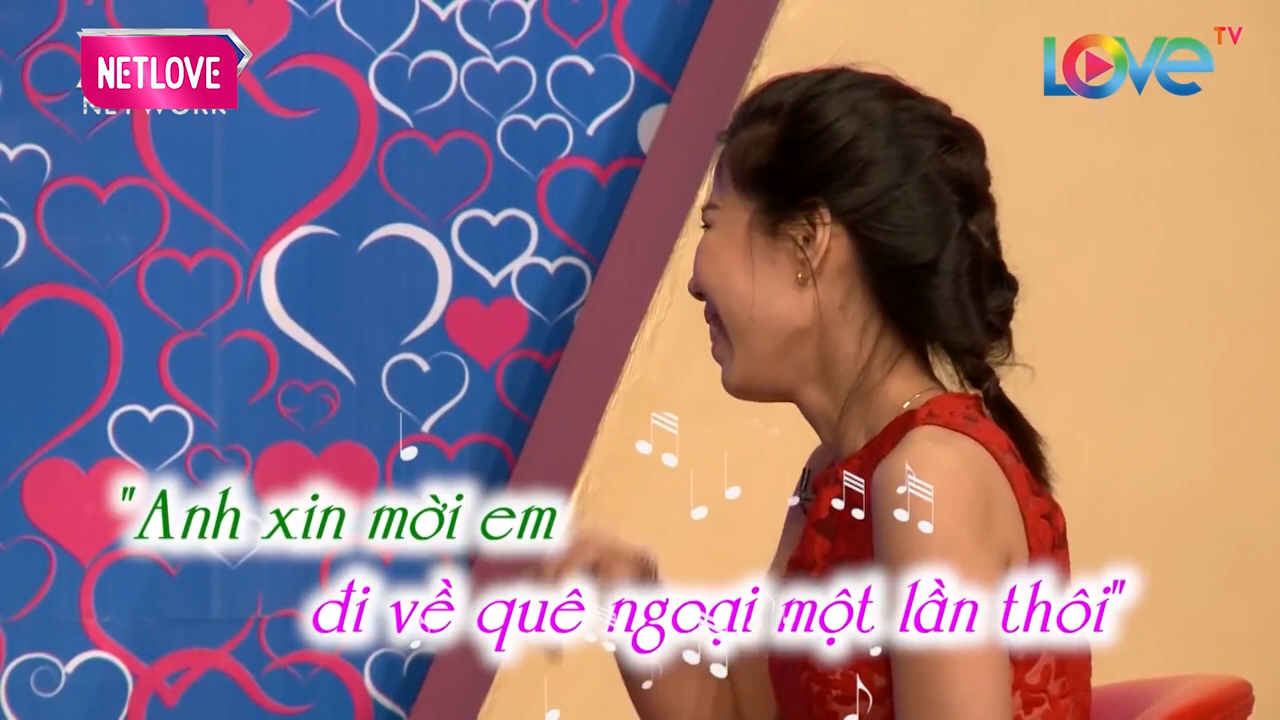 NETLOVE
NETWORK
LOVE TV
"Anh xin mời em
đi về quê ngoại một lần thôi"